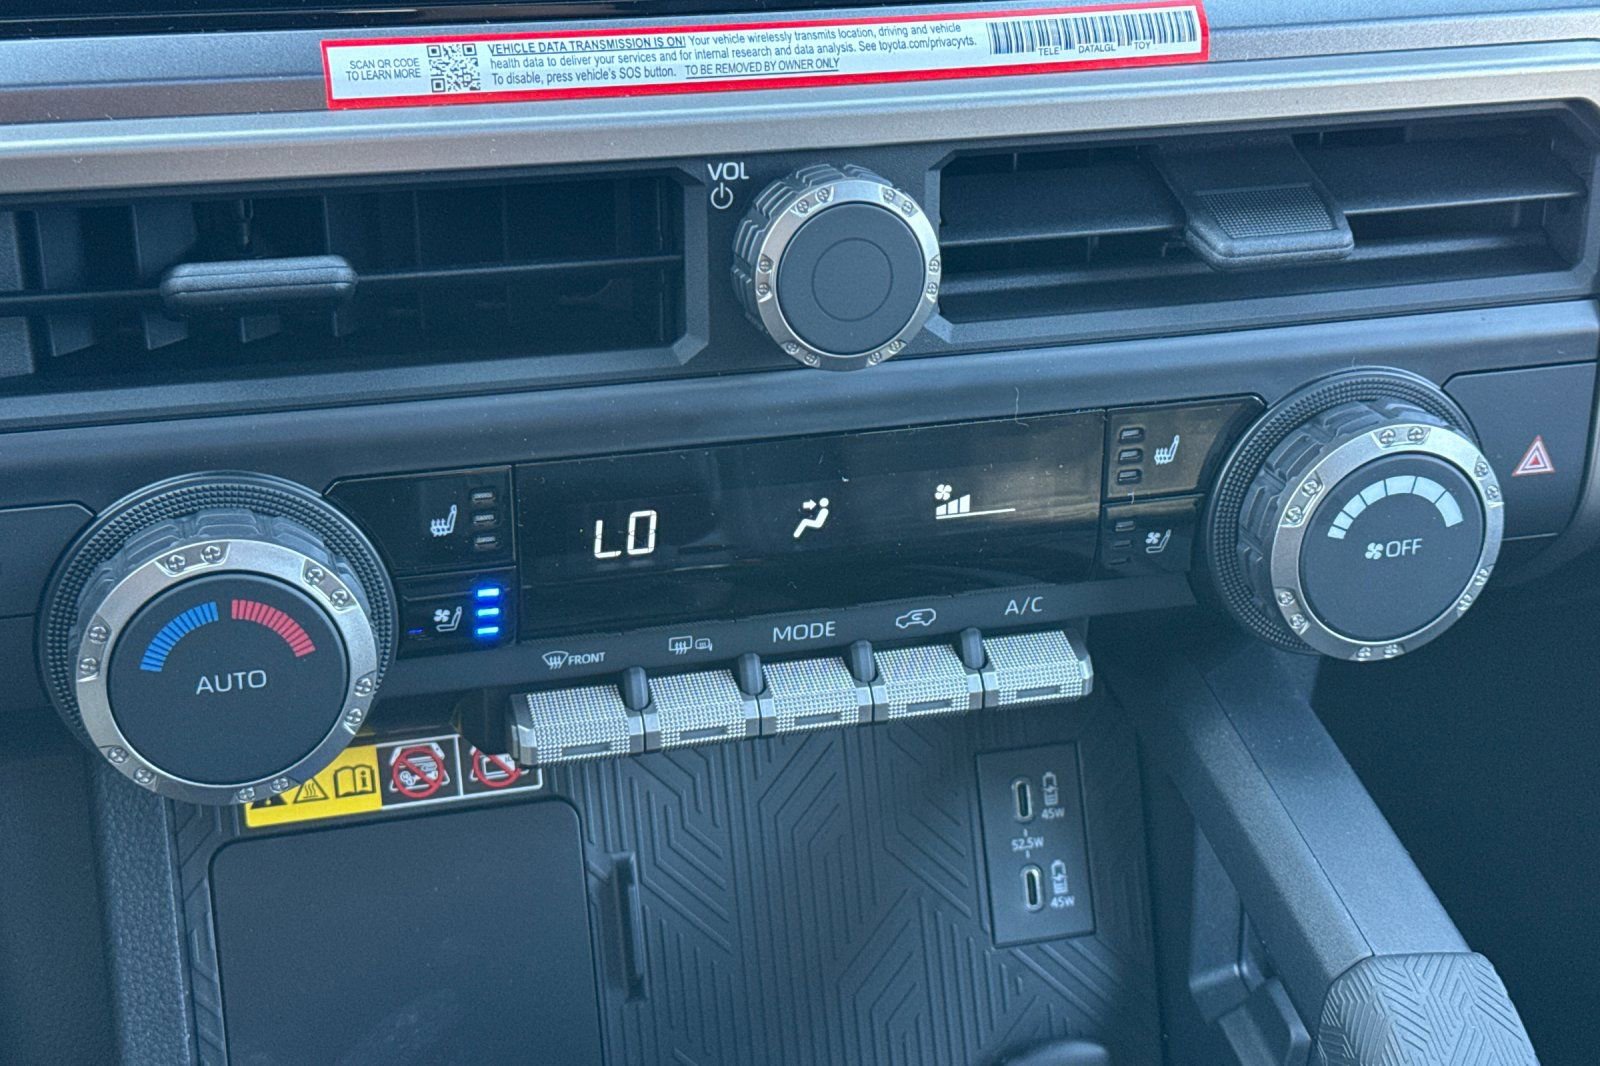 SCAN QR CODE
TO LEARN MORE
VEHICLE DATA TRANSMISSION IS ON! Your vehicle wirelessly transmits location, driving and vehicle
health data to deliver your services and for internal research and data analysis. See toyota.com/privacyvts.
To disable, press vehicle's SOS button. TO BE REMOVED BY OWNER ONLY
TELE DATALGL TOY
VOL
LO
OFF
AUTO
FRONT
MODE
A/C
45W
52.5W
45W